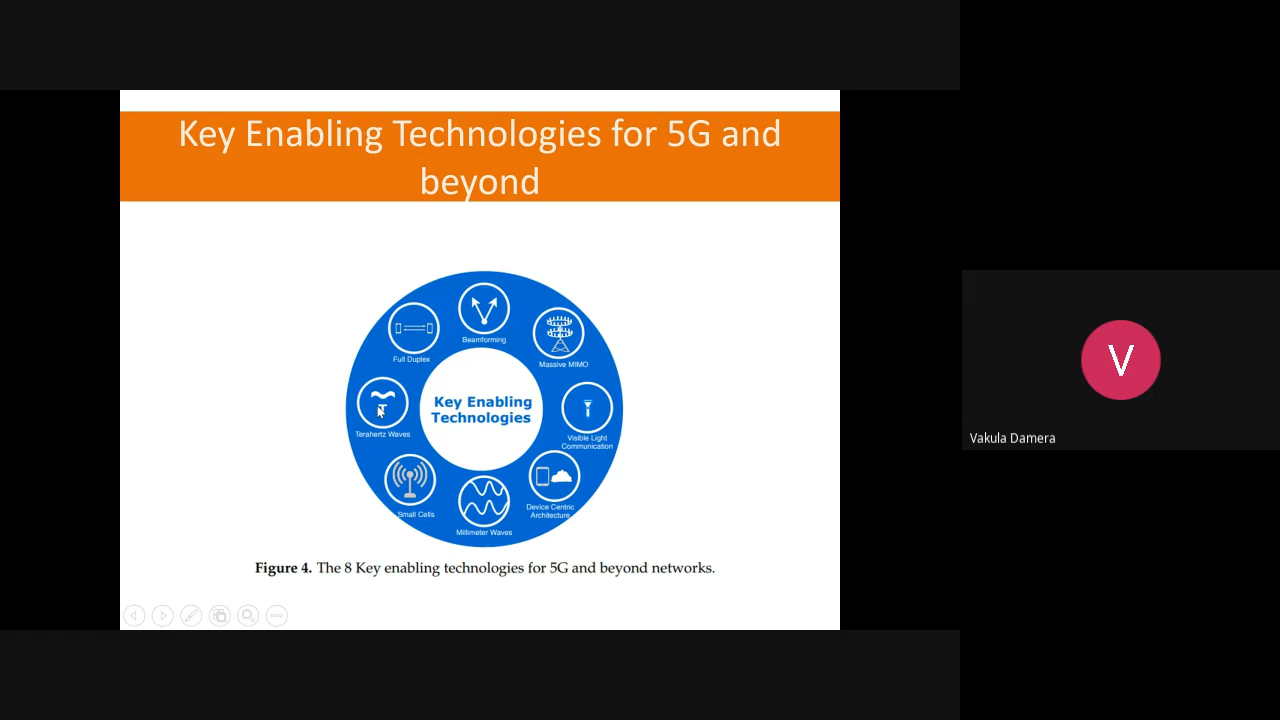 Key Enabling Technologies for 5G and
beyond
Beamforming
Full Duplex
Massive MIMO
Key Enabling
Technologies
Terahertz Waves
Visible Light
Communication
Small Cells
Device Centric
Architecture
Millimeter Waves
Figure 4. The 8 Key enabling technologies for 5G and beyond networks.
V
Vakula Damera